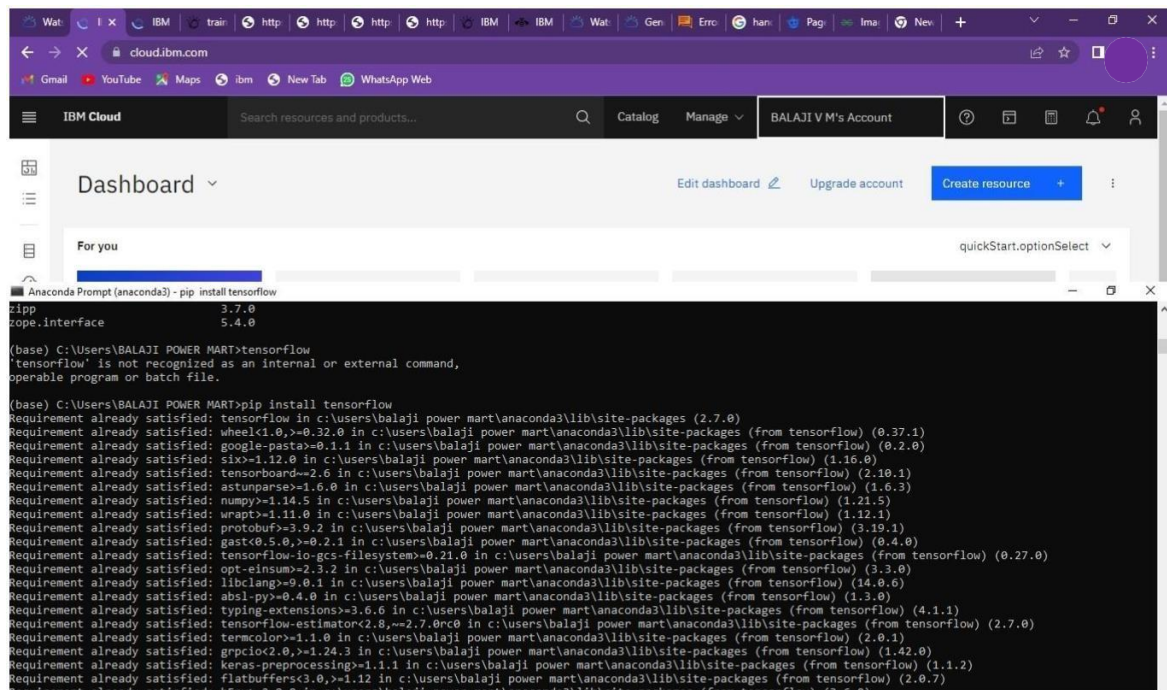 Wat: I IBM train http http http http IBM IBM Wat: Gen Erro hand Page Ima New
cloud.ibm.com
Gmail YouTube Maps ibm New Tab WhatsApp Web
IBM Cloud Search resources and products... Catalog Manage BALAJI V M's Account
Dashboard Edit dashboard Upgrade account Create resource +
For you quickStart.optionSelect
Anaconda Prompt (anaconda3) - pip install tensorflow
zipp 3.7.0
zope.interface 5.4.0
(base) C:\Users\BALAJI POWER MART>tensorflow
'tensorflow' is not recognized as an internal or external command,
operable program or batch file.
(base) C:\Users\BALAJI POWER MART>pip install tensorflow
Requirement already satisfied: tensorflow in c:\users\balaji power mart\anaconda3\lib\site-packages (2.7.0)
Requirement already satisfied: wheel<1.0,>=0.32.0 in c:\users\balaji power mart\anaconda3\lib\site-packages (from tensorflow) (0.37.1)
Requirement already satisfied: google-pasta>=0.1.1 in c:\users\balaji power mart\anaconda3\lib\site-packages (from tensorflow) (0.2.0)
Requirement already satisfied: six>=1.12.0 in c:\users\balaji power mart\anaconda3\lib\site-packages (from tensorflow) (1.16.0)
Requirement already satisfied: tensorboard~=2.6 in c:\users\balaji power mart\anaconda3\lib\site-packages (from tensorflow) (2.10.1)
Requirement already satisfied: astunparse>=1.6.0 in c:\users\balaji power mart\anaconda3\lib\site-packages (from tensorflow) (1.6.3)
Requirement already satisfied: numpy>=1.14.5 in c:\users\balaji power mart\anaconda3\lib\site-packages (from tensorflow) (1.21.5)
Requirement already satisfied: wrapt>=1.11.0 in c:\users\balaji power mart\anaconda3\lib\site-packages (from tensorflow) (1.12.1)
Requirement already satisfied: protobuf>=3.9.2 in c:\users\balaji power mart\anaconda3\lib\site-packages (from tensorflow) (3.19.1)
Requirement already satisfied: gast<0.5.0,>=0.2.1 in c:\users\balaji power mart\anaconda3\lib\site-packages (from tensorflow) (0.4.0)
Requirement already satisfied: tensorflow-io-gcs-filesystem>=0.21.0 in c:\users\balaji power mart\anaconda3\lib\site-packages (from tensorflow) (0.27.0)
Requirement already satisfied: opt-einsum>=2.3.2 in c:\users\balaji power mart\anaconda3\lib\site-packages (from tensorflow) (3.3.0)
Requirement already satisfied: libclang>=9.0.1 in c:\users\balaji power mart\anaconda3\lib\site-packages (from tensorflow) (14.0.6)
Requirement already satisfied: absl-py>=0.4.0 in c:\users\balaji power mart\anaconda3\lib\site-packages (from tensorflow) (1.3.0)
Requirement already satisfied: typing-extensions>=3.6.6 in c:\users\balaji power mart\anaconda3\lib\site-packages (from tensorflow) (4.1.1)
Requirement already satisfied: tensorflow-estimator<2.8,~=2.7.0rc0 in c:\users\balaji power mart\anaconda3\lib\site-packages (from tensorflow) (2.7.0)
Requirement already satisfied: termcolor>=1.1.0 in c:\users\balaji power mart\anaconda3\lib\site-packages (from tensorflow) (2.0.1)
Requirement already satisfied: grpcio<2.0,>=1.24.3 in c:\users\balaji power mart\anaconda3\lib\site-packages (from tensorflow) (1.42.0)
Requirement already satisfied: keras-preprocessing>=1.1.1 in c:\users\balaji power mart\anaconda3\lib\site-packages (from tensorflow) (1.1.2)
Requirement already satisfied: flatbuffers<3.0,>=1.12 in c:\users\balaji power mart\anaconda3\lib\site-packages (from tensorflow) (2.0.7)